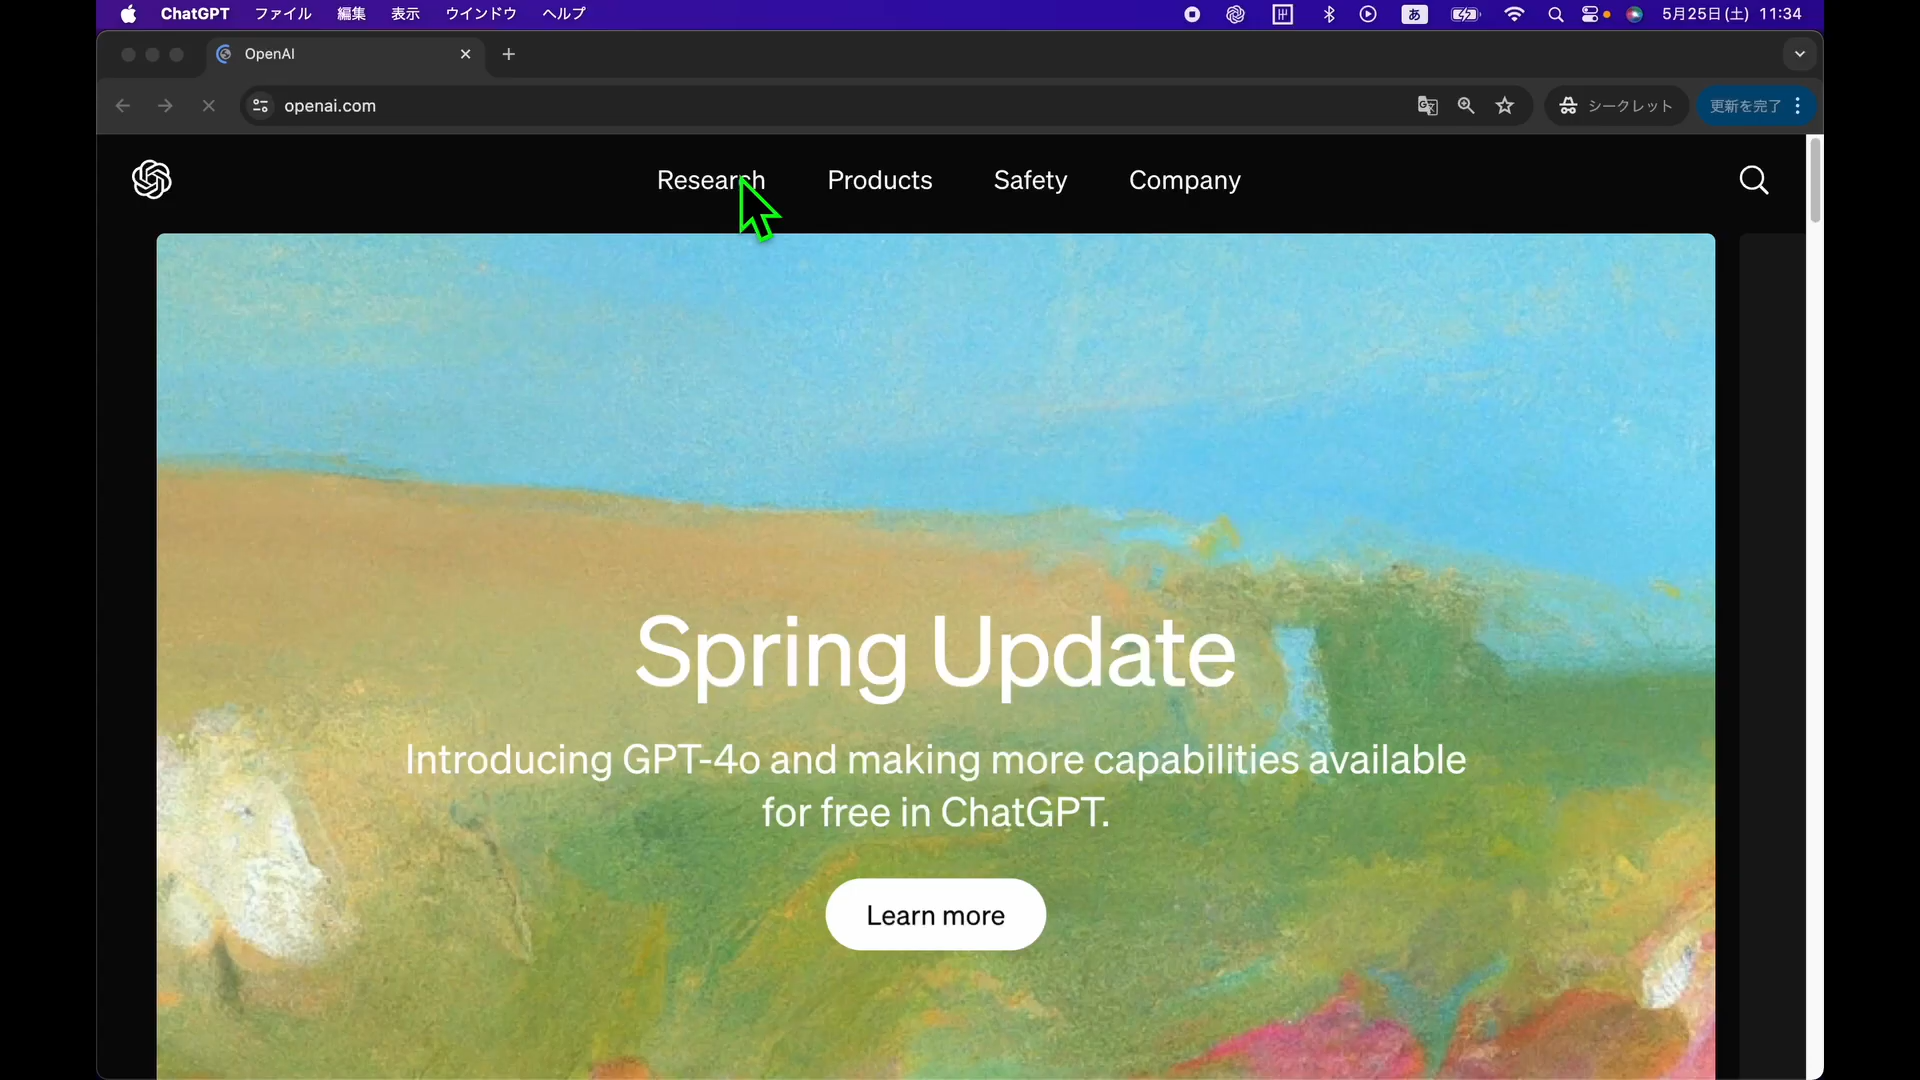 ChatGPT ファイル 編集 表示 ウインドウ ヘルプ あ 5月25日(土) 11:34
OpenAI
openai.com シークレット 更新を完了
Research Products Safety Company
Spring Update
Introducing GPT-4o and making more capabilities available
for free in ChatGPT.
Learn more